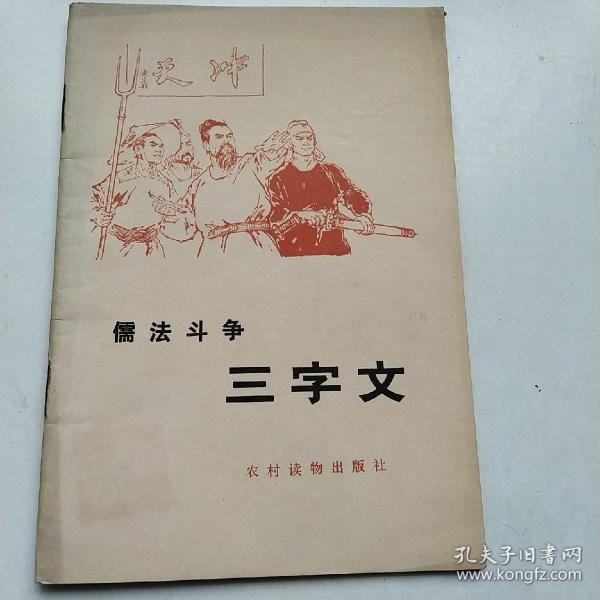 天冲
儒法斗争
三字文
农村读物出版社
孔夫子旧書网
www.kongfz.com